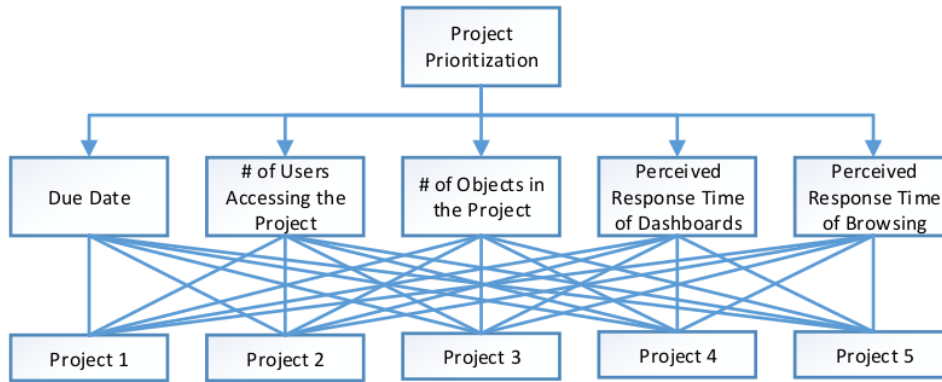 Project
Prioritization
Due Date
# of Users
Accessing the
Project
# of Objects in
the Project
Perceived
Response Time
of Dashboards
Perceived
Response Time
of Browsing
Project 1
Project 2
Project 3
Project 4
Project 5